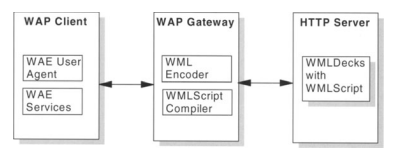 WAP Client
WAE User
Agent
WAE
Services
WAP Gateway
WML
Encoder
WMLScript
Compiler
HTTP Server
WMLDecks
with
WMLScript